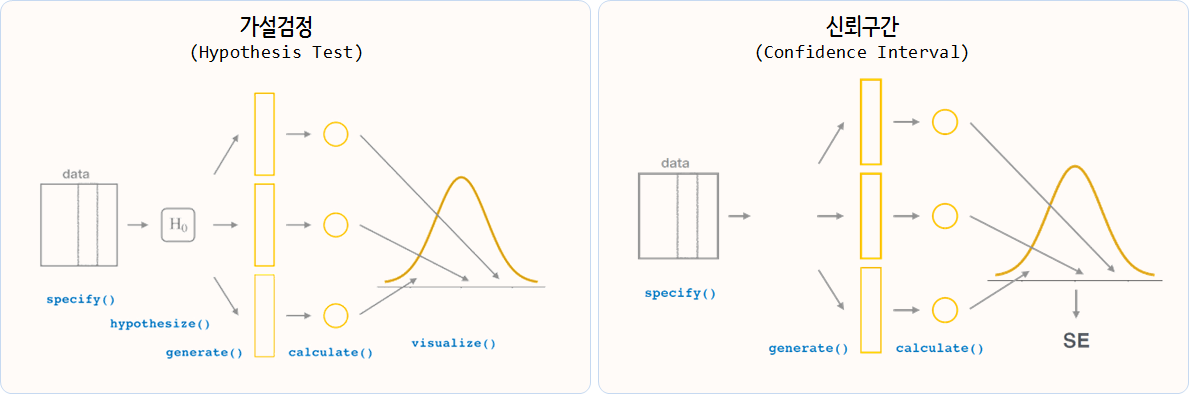 가설검정
(Hypothesis Test)
data
H0
specify()
hypothesize()
generate()
calculate()
visualize()
신뢰구간
(Confidence Interval)
data
specify()
generate()
calculate()
SE